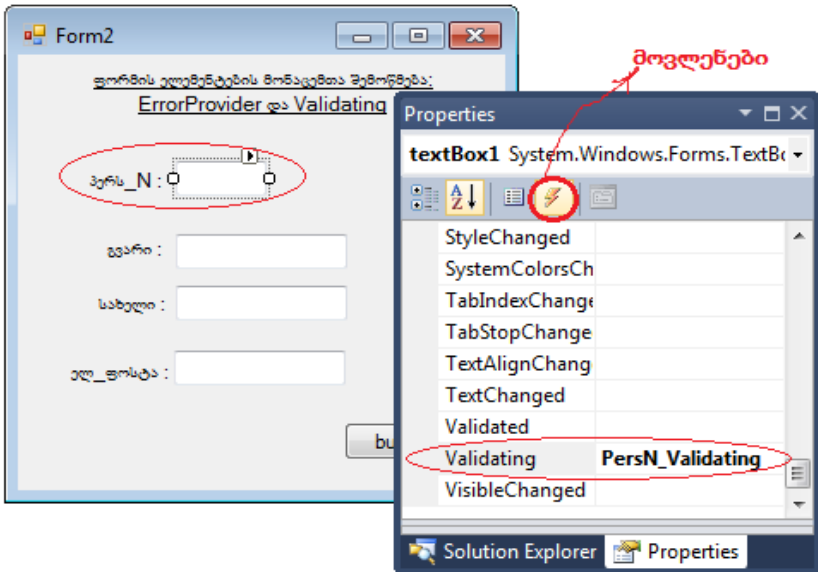 Form2
ფორმის ელემენტების მონაცემთა შემოწმება:
ErrorProvider და Validating
პერს_N :
გვარი :
სახელი :
ელ_ფოსტა :
bu
მოვლენები
Properties
textBox1 System.Windows.Forms.TextBo
StyleChanged
SystemColorsCh
TabIndexChange
TabStopChange
TextAlignChang
TextChanged
Validated
Validating PersN_Validating
VisibleChanged
Solution Explorer Properties